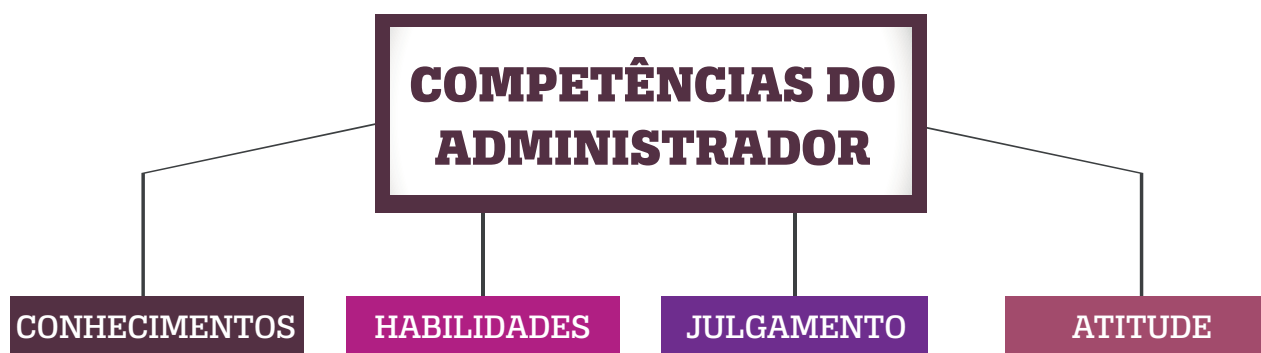 COMPETÊNCIAS DO
ADMINISTRADOR
CONHECIMENTOS
HABILIDADES
JULGAMENTO
ATITUDE